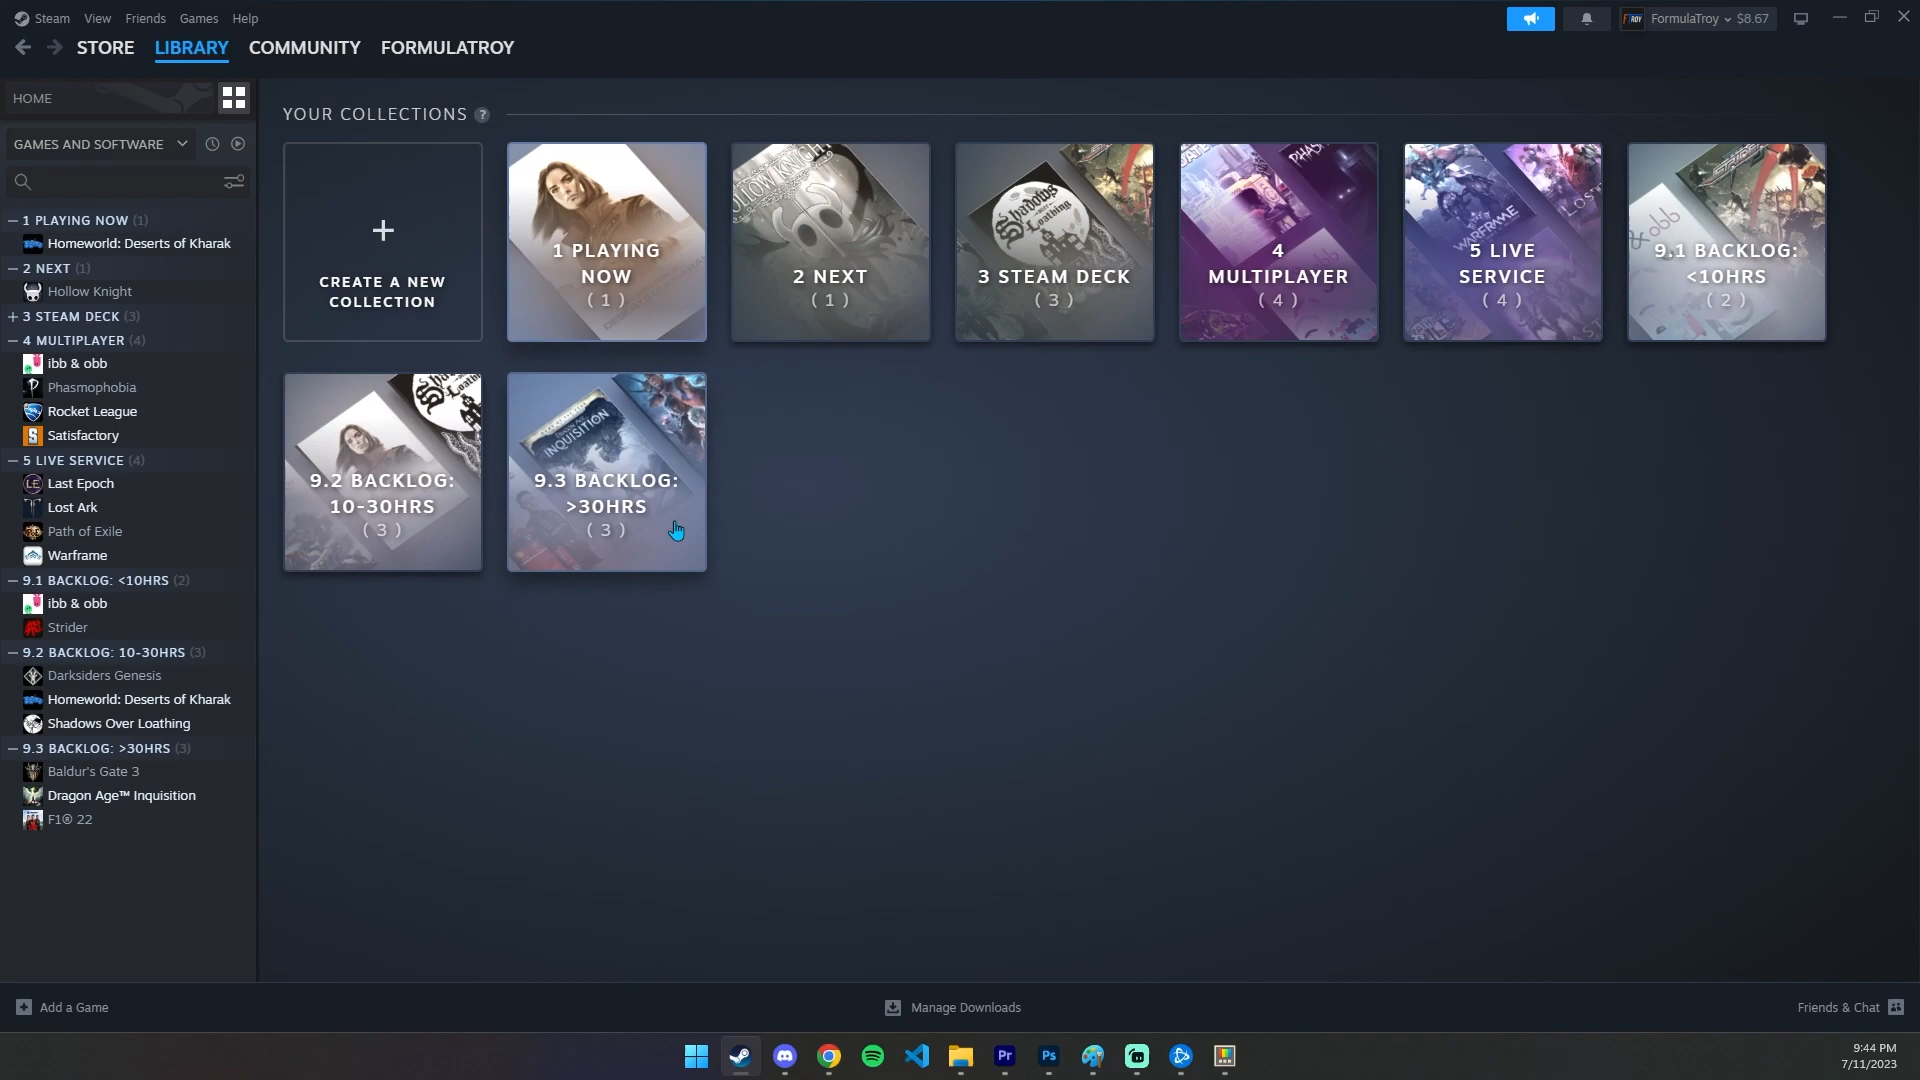 Steam View Friends Games Help
FormulaTroy $8.67
STORE LIBRARY COMMUNITY FORMULATROY
HOME
GAMES AND SOFTWARE
1 PLAYING NOW (1)
Homeworld: Deserts of Kharak
2 NEXT (1)
Hollow Knight
3 STEAM DECK (3)
4 MULTIPLAYER (4)
ibb & obb
Phasmophobia
Rocket League
Satisfactory
5 LIVE SERVICE (4)
Last Epoch
Lost Ark
Path of Exile
Warframe
9.1 BACKLOG: <10HRS (2)
ibb & obb
Strider
9.2 BACKLOG: 10-30HRS (3)
Darksiders Genesis
Homeworld: Deserts of Kharak
Shadows Over Loathing
9.3 BACKLOG: >30HRS (3)
Baldur's Gate 3
Dragon Age™ Inquisition
F1® 22
YOUR COLLECTIONS ?
+
CREATE A NEW
COLLECTION
1 PLAYING
NOW
( 1 )
2 NEXT
( 1 )
Shadows
Loathing
3 STEAM DECK
( 3 )
4
MULTIPLAYER
( 4 )
WARFRAME
LOST
5 LIVE
SERVICE
( 4 )
9.1 BACKLOG:
<10HRS
( 2 )
9.2 BACKLOG:
10-30HRS
( 3 )
INQUISITION
9.3 BACKLOG:
>30HRS
( 3 )
Add a Game
Manage Downloads
Friends & Chat
Pr
Ps
9:44 PM
7/11/2023